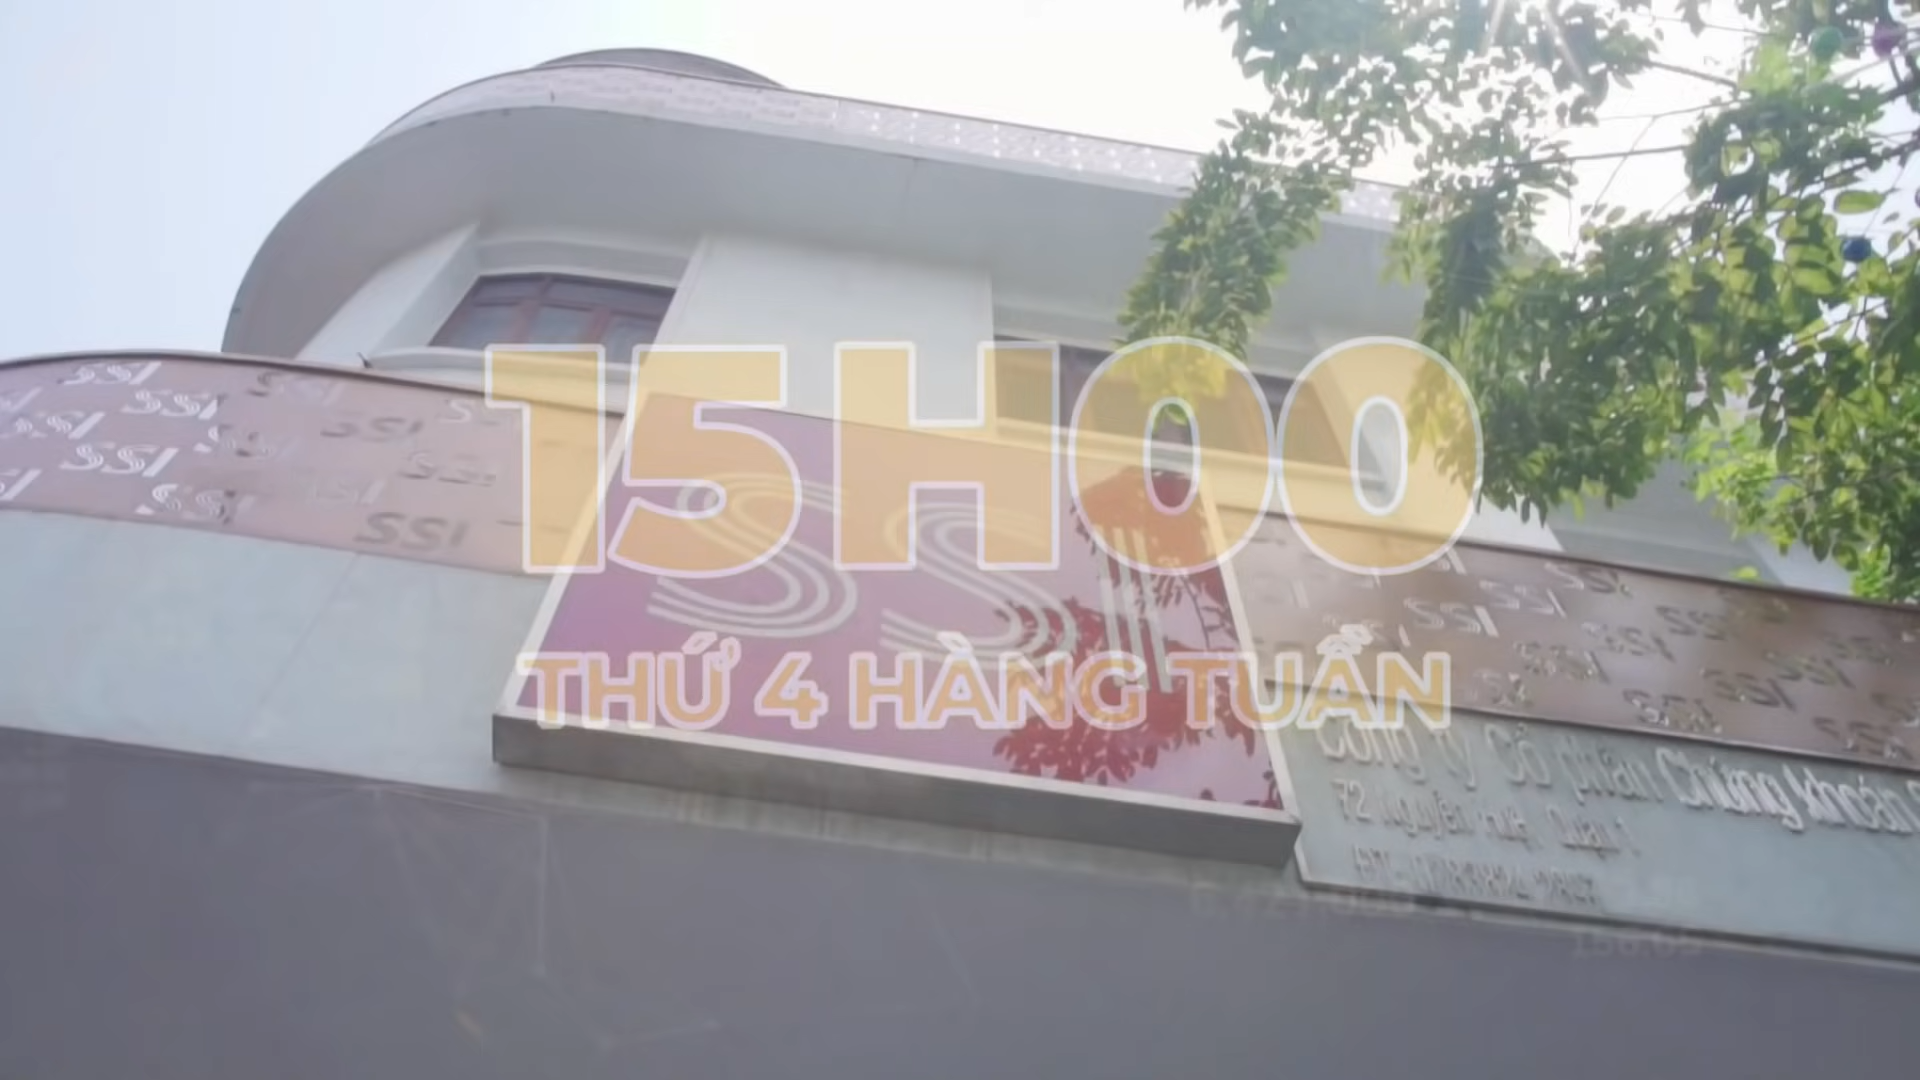 15H00
THỨ 4 HÀNG TUẦN
SSI
Công ty Cổ phần Chứng khoán
72 Nguyễn Huệ, Quận 1